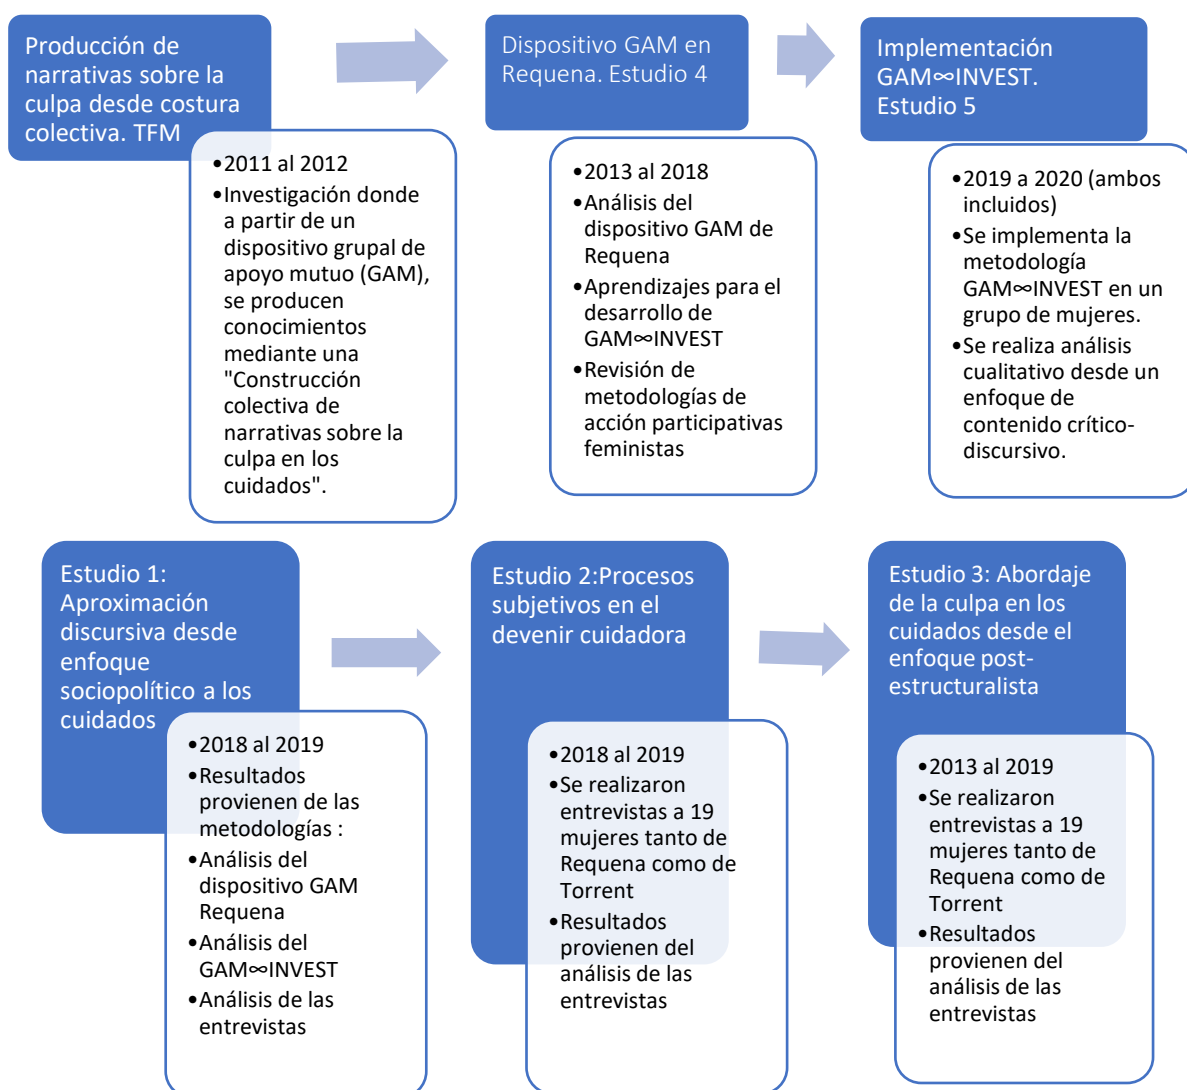 Producción de
narrativas sobre la
culpa desde costura
colectiva. TFM
•2011 al 2012
•Investigación donde
a partir de un
dispositivo grupal de
apoyo mutuo (GAM),
se producen
conocimientos
mediante una
"Construcción
colectiva de
narrativas sobre la
culpa en los
cuidados".
Dispositivo GAM en
Requena. Estudio 4
•2013 al 2018
•Análisis del
dispositivo GAM de
Requena
•Aprendizajes para el
desarrollo de
GAM∞INVEST
•Revisión de
metodologías de
acción participativas
feministas
Implementación
GAM∞INVEST.
Estudio 5
•2019 a 2020 (ambos
incluidos)
•Se implementa la
metodología
GAM∞INVEST en un
grupo de mujeres.
•Se realiza análisis
cualitativo desde un
enfoque de
contenido crítico-
discursivo.
Estudio 1:
Aproximación
discursiva desde
enfoque
sociopolítico a los
cuidados
•2018 al 2019
•Resultados
provienen de las
metodologías :
•Análisis del
dispositivo GAM
Requena
•Análisis del
GAM∞INVEST
•Análisis de las
entrevistas
Estudio 2:Procesos
subjetivos en el
devenir cuidadora
•2018 al 2019
•Se realizaron
entrevistas a 19
mujeres tanto de
Requena como de
Torrent
•Resultados
provienen del
análisis de las
entrevistas
Estudio 3: Abordaje
de la culpa en los
cuidados desde el
enfoque post-
estructuralista
•2013 al 2019
•Se realizaron
entrevistas a 19
mujeres tanto de
Requena como de
Torrent
•Resultados
provienen del
análisis de las
entrevistas